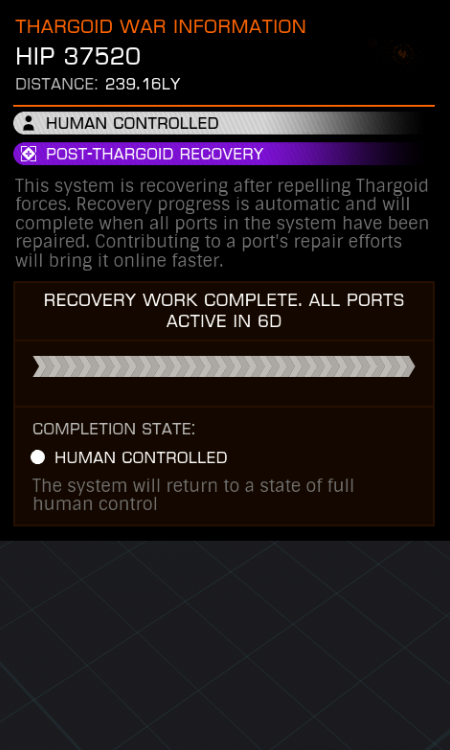 THARGOID WAR INFORMATION
HIP 37520
DISTANCE: 239.16LY
HUMAN CONTROLLED
POST-THARGOID RECOVERY
This system is recovering after repelling Thargoid
forces. Recovery progress is automatic and will
complete when all ports in the system have been
repaired. Contributing to a port's repair efforts
will bring it online faster.
RECOVERY WORK COMPLETE. ALL PORTS
ACTIVE IN 6D
COMPLETION STATE:
HUMAN CONTROLLED
The system will return to a state of full
human control